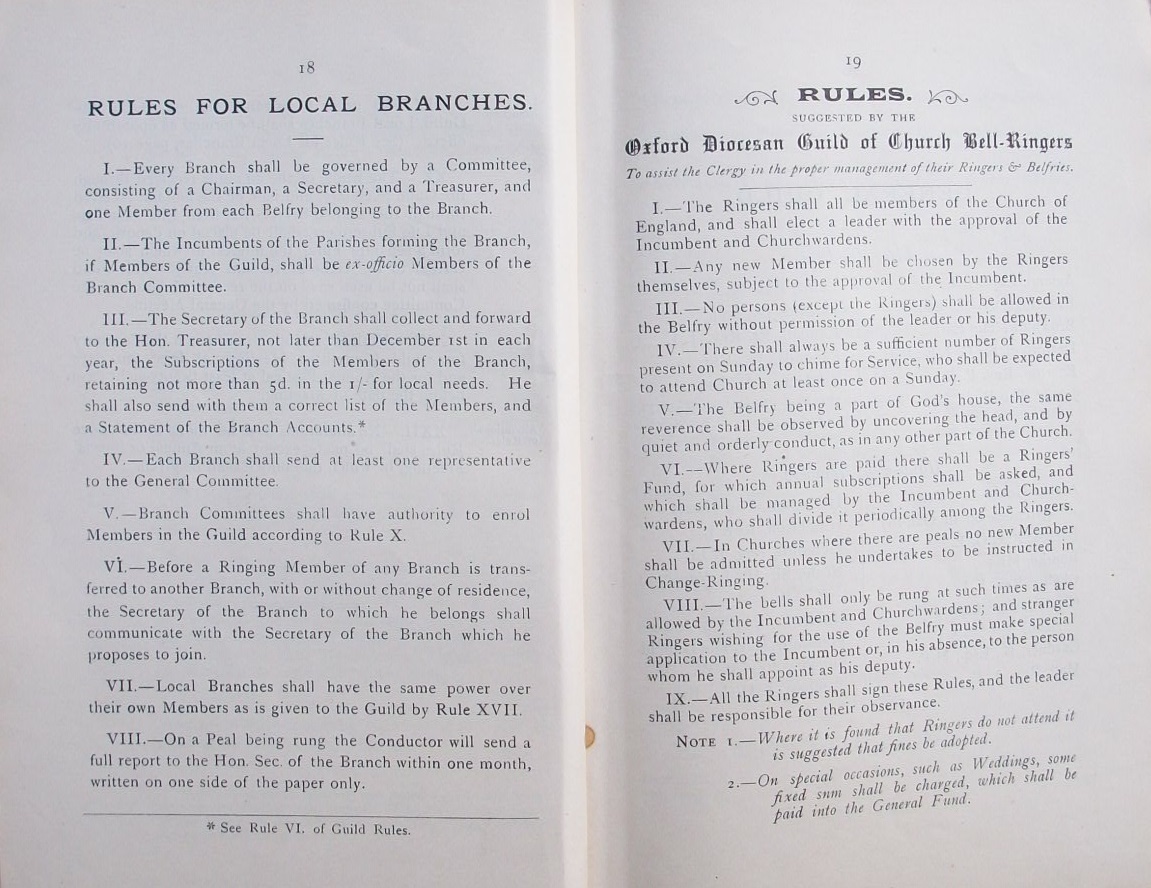 18
RULES FOR LOCAL BRANCHES.
I.—Every Branch shall be governed by a Committee,
consisting of a Chairman, a Secretary, and a Treasurer, and
one Member from each Belfry belonging to the Branch.
II.—The Incumbents of the Parishes forming the Branch,
if Members of the Guild, shall be ex-officio Members of the
Branch Committee.
III.—The Secretary of the Branch shall collect and forward
to the Hon. Treasurer, not later than December 1st in each
year, the Subscriptions of the Members of the Branch,
retaining not more than 5d. in the 1/- for local needs. He
shall also send with them a correct list of the Members, and
a Statement of the Branch Accounts.*
IV.—Each Branch shall send at least one representative
to the General Committee.
V.—Branch Committees shall have authority to enrol
Members in the Guild according to Rule X.
VI.—Before a Ringing Member of any Branch is trans-
ferred to another Branch, with or without change of residence,
the Secretary of the Branch to which he belongs shall
communicate with the Secretary of the Branch which he
proposes to join.
VII.—Local Branches shall have the same power over
their own Members as is given to the Guild by Rule XVII.
VIII.—On a Peal being rung the Conductor will send a
full report to the Hon. Sec. of the Branch within one month,
written on one side of the paper only.
* See Rule VI. of Guild Rules.
19
RULES.
SUGGESTED BY THE
Oxford Diocesan Guild of Church Bell-Ringers
To assist the Clergy in the proper management of their Ringers & Belfries.
I.—The Ringers shall all be members of the Church of
England, and shall elect a leader with the approval of the
Incumbent and Churchwardens.
II.—Any new Member shall be chosen by the Ringers
themselves, subject to the approval of the Incumbent.
III.—No persons (except the Ringers) shall be allowed in
the Belfry without permission of the leader or his deputy.
IV.—There shall always be a sufficient number of Ringers
present on Sunday to chime for Service, who shall be expected
to attend Church at least once on a Sunday.
V.—The Belfry being a part of God's house, the same
reverence shall be observed by uncovering the head, and by
quiet and orderly conduct, as in any other part of the Church.
VI.--Where Ringers are paid there shall be a Ringers'
Fund, for which annual subscriptions shall be asked, and
which shall be managed by the Incumbent and Church-
wardens, who shall divide it periodically among the Ringers.
VII.—In Churches where there are peals no new Member
shall be admitted unless he undertakes to be instructed in
Change-Ringing.
VIII.—The bells shall only be rung at such times as are
allowed by the Incumbent and Churchwardens; and stranger
Ringers wishing for the use of the Belfry must make special
application to the Incumbent or, in his absence, to the person
whom he shall appoint as his deputy.
IX.—All the Ringers shall sign these Rules, and the leader
shall be responsible for their observance.
NOTE 1.—Where it is found that Ringers do not attend it
is suggested that fines be adopted.
2.—On special occasions, such as Weddings, some
fixed snm shall be charged, which shall be
paid into the General Fund.